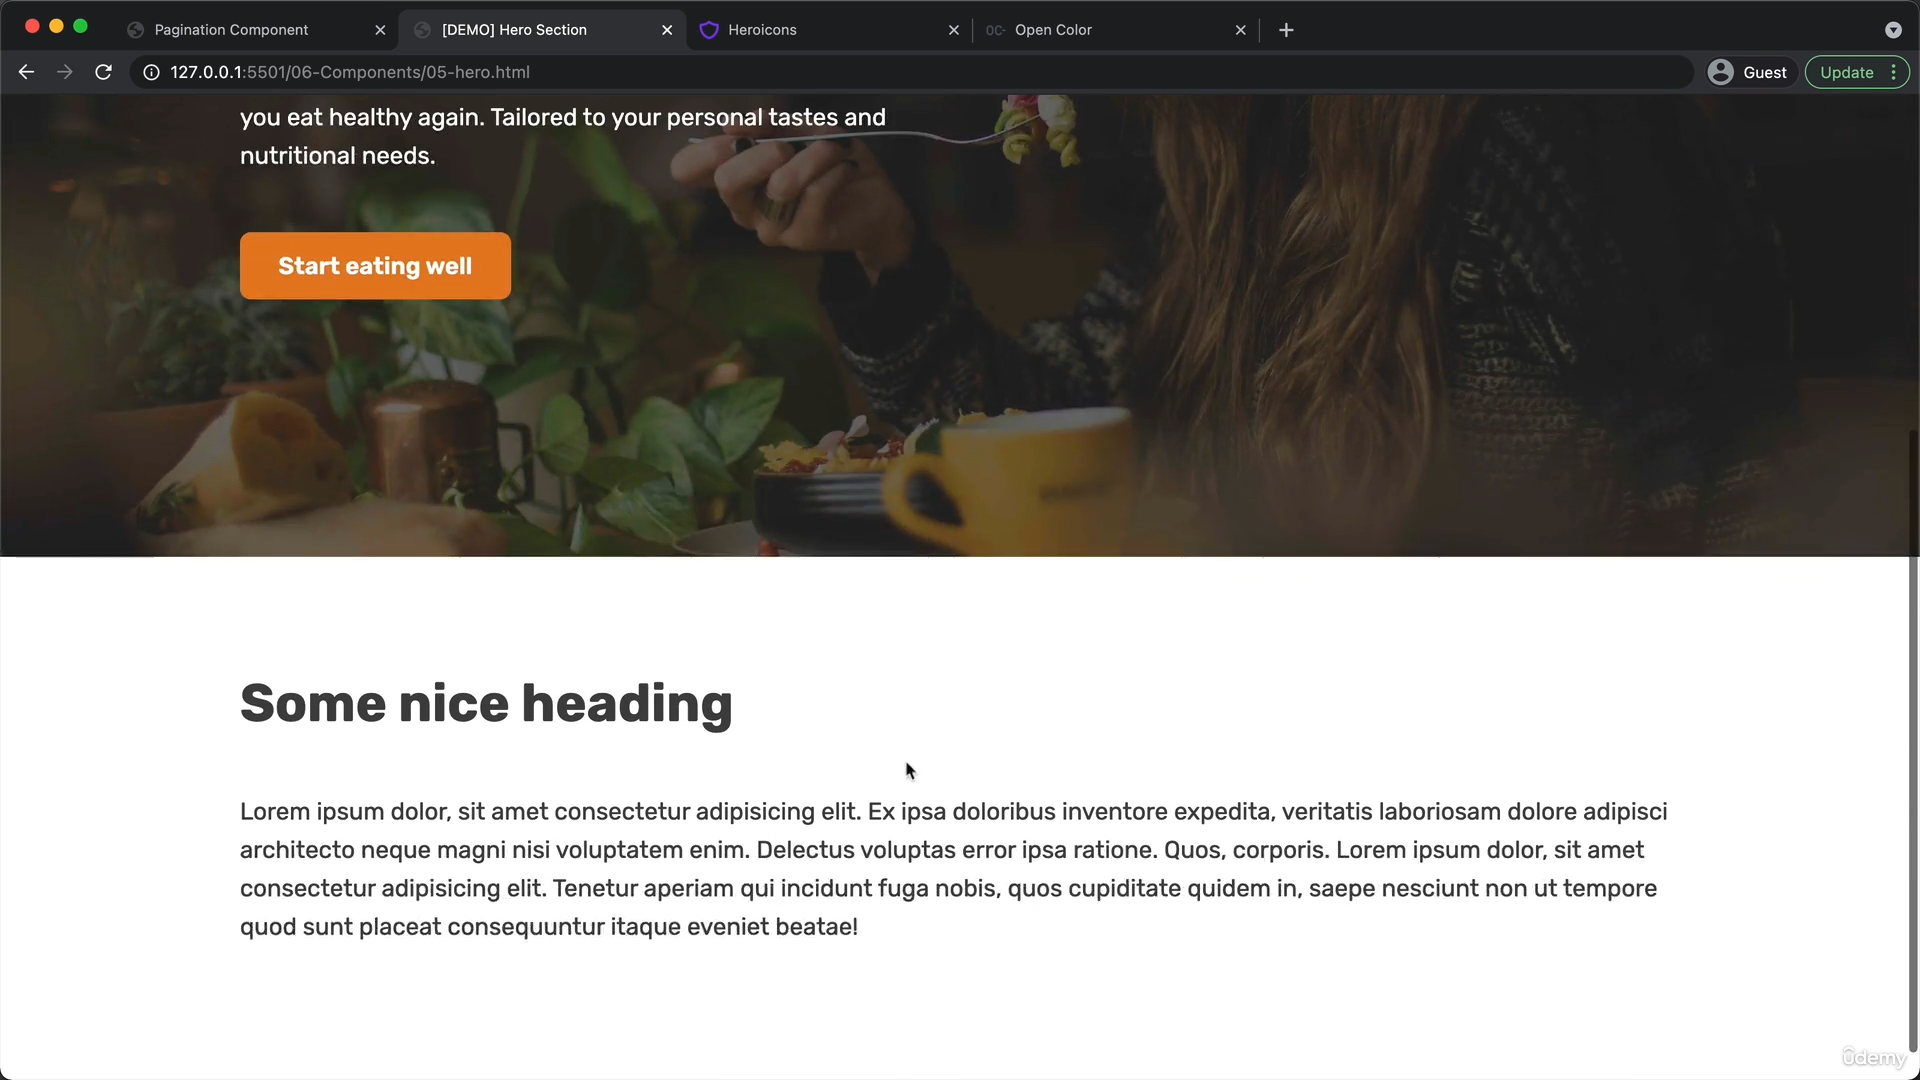 Pagination Component
[DEMO] Hero Section
Heroicons
Open Color
127.0.0.1:5501/06-Components/05-hero.html
Guest
Update
you eat healthy again. Tailored to your personal tastes and
nutritional needs.
Start eating well
Some nice heading
Lorem ipsum dolor, sit amet consectetur adipisicing elit. Ex ipsa doloribus inventore expedita, veritatis laboriosam dolore adipisci
architecto neque magni nisi voluptatem enim. Delectus voluptas error ipsa ratione. Quos, corporis. Lorem ipsum dolor, sit amet
consectetur adipisicing elit. Tenetur aperiam qui incidunt fuga nobis, quos cupiditate quidem in, saepe nesciunt non ut tempore
quod sunt placeat consequuntur itaque eveniet beatae!
ûdemy